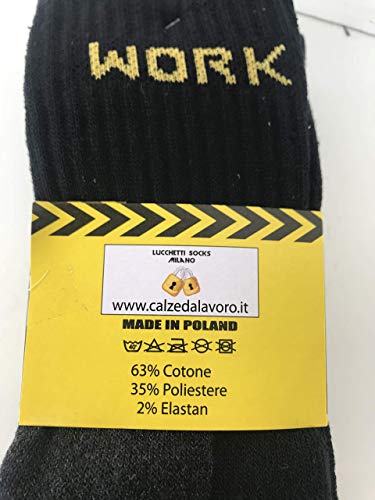 WORK
LUCCHETTI SOCKS
MILANO
www.calzedalavoro.it
MADE IN POLAND
63% Cotone
35% Poliestere
2% Elastan